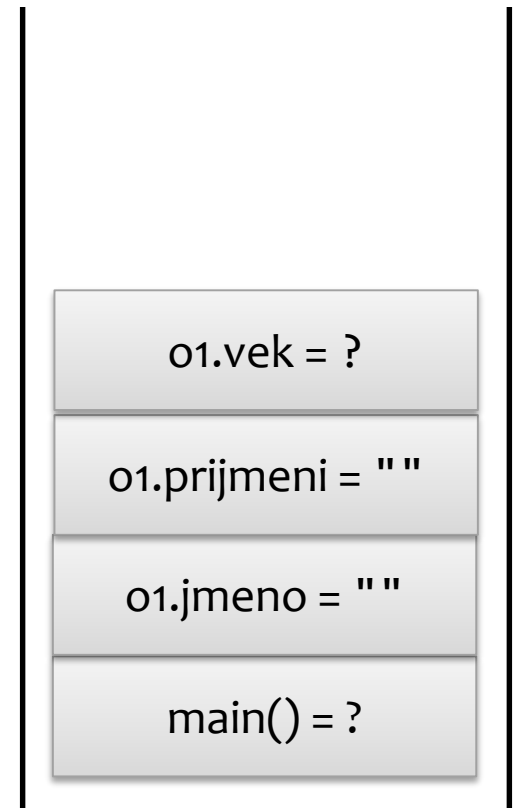 o1.vek = ?
o1.prijmeni = ""
o1.jmeno = ""
main() = ?